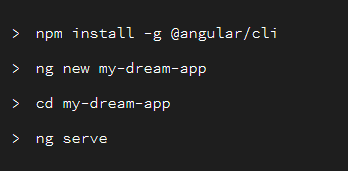 > npm install -g @angular/cli
> ng new my-dream-app
> cd my-dream-app
> ng serve